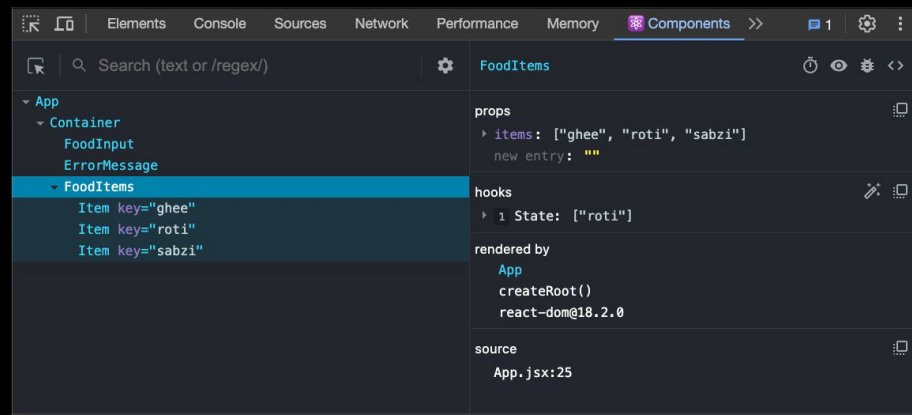 Elements Console Sources Network Performance Memory Components >> 1
Search (text or /regex/)
App
Container
FoodInput
ErrorMessage
FoodItems
Item key="ghee"
Item key="roti"
Item key="sabzi"
FoodItems
props
items: ["ghee", "roti", "sabzi"]
new entry: ""
hooks
1 State: ["roti"]
rendered by
App
createRoot()
react-dom@18.2.0
source
App.jsx:25